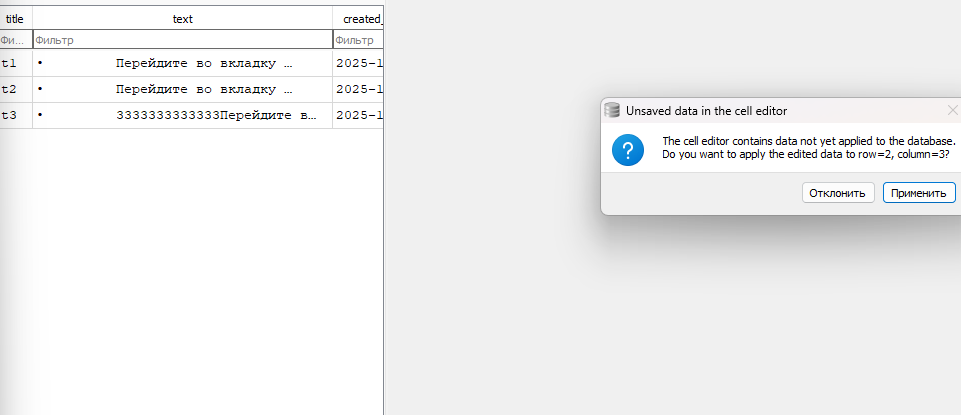 title text created_
Фи... Фильтр Фильтр
t1 • Перейдите во вкладку … 2025-1
t2 • Перейдите во вкладку … 2025-1
t3 • 3333333333333Перейдите в… 2025-1
Unsaved data in the cell editor
The cell editor contains data not yet applied to the database.
Do you want to apply the edited data to row=2, column=3?
Отклонить Применить